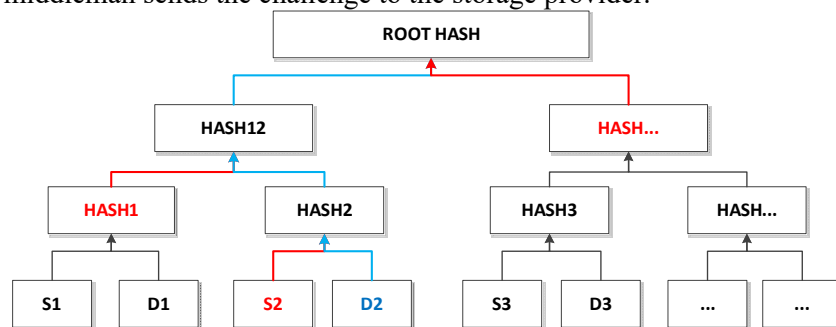 middleman sends the challenge to the storage provider.
ROOT HASH
HASH12 HASH...
HASH1 HASH2 HASH3 HASH...
S1 D1 S2 D2 S3 D3 ... ...